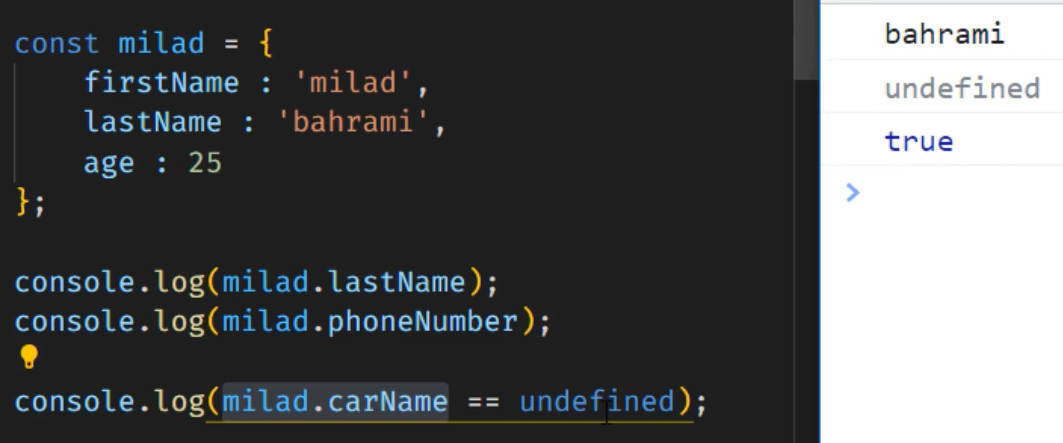 const milad = {
    firstName : 'milad',
    lastName : 'bahrami',
    age : 25
};
console.log(milad.lastName);
console.log(milad.phoneNumber);
console.log(milad.carName == undefined);
bahrami
undefined
true
>